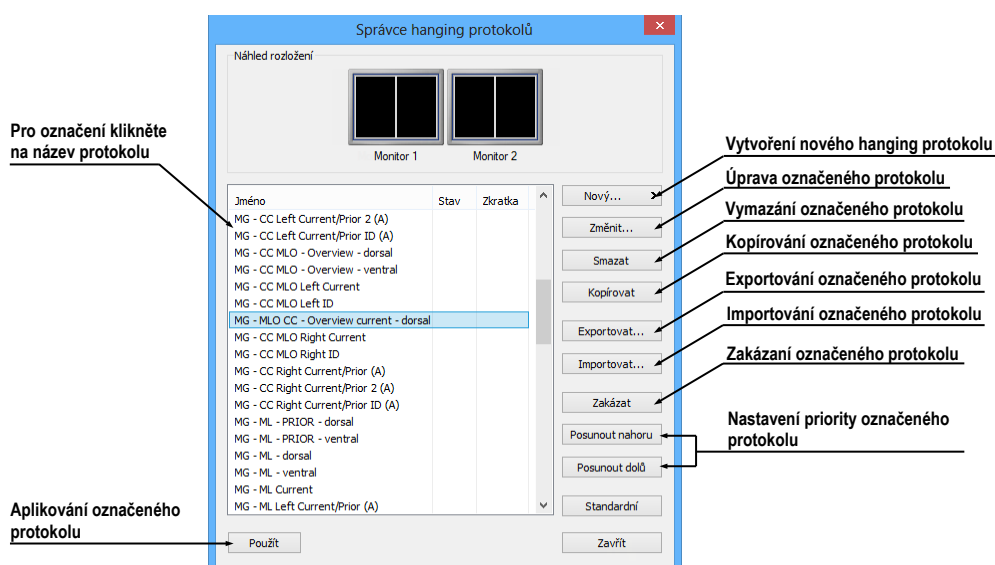 Správce hanging protokolů
Náhled rozložení
Monitor 1
Monitor 2
Pro označení klikněte
na název protokolu
Jméno
Stav
Zkratka
MG - CC Left Current/Prior 2 (A)
MG - CC Left Current/Prior ID (A)
MG - CC MLO - Overview - dorsal
MG - CC MLO - Overview - ventral
MG - CC MLO Left Current
MG - CC MLO Left ID
MG - MLO CC - Overview current - dorsal
MG - CC MLO Right Current
MG - CC MLO Right ID
MG - CC Right Current/Prior (A)
MG - CC Right Current/Prior 2 (A)
MG - CC Right Current/Prior ID (A)
MG - ML - PRIOR - dorsal
MG - ML - PRIOR - ventral
MG - ML - dorsal
MG - ML - ventral
MG - ML Current
MG - ML Left Current/Prior (A)
Nový...
Změnit...
Smazat
Kopírovat
Exportovat...
Importovat...
Zakázat
Posunout nahoru
Posunout dolů
Standardní
Použít
Zavřít
Vytvoření nového hanging protokolu
Úprava označeného protokolu
Vymazání označeného protokolu
Kopírování označeného protokolu
Exportování označeného protokolu
Importování označeného protokolu
Zakázaní označeného protokolu
Nastavení priority označeného
protokolu
Aplikování označeného
protokolu